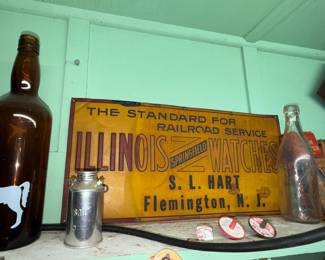 THE STANDARD FOR
RAILROAD SERVICE
ILLINOIS SPRINGFIELD WATCHES
S. L. HART
Flemington, N. J.